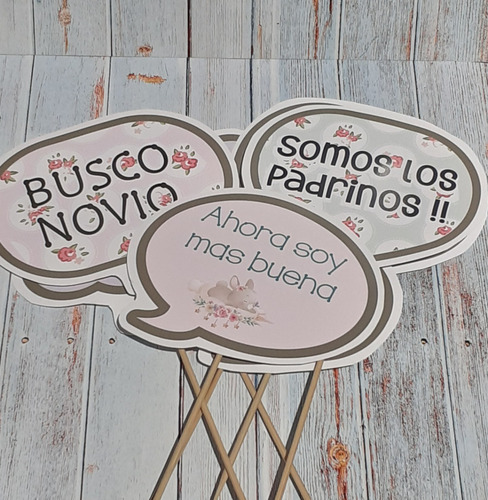 BUSCO
NOVIO
somos los
padrinos !!
Ahora soy
mas buena